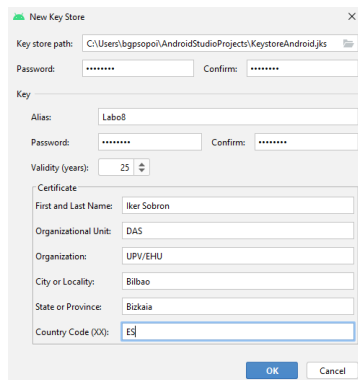 New Key Store
Key store path: C:\Users\bgpsopoi\AndroidStudioProjects\KeystoreAndroid.jks
Password: •••••••• Confirm: ••••••••
Key
Alias: Labo8
Password: •••••••• Confirm: ••••••••
Validity (years): 25
Certificate
First and Last Name: Iker Sobron
Organizational Unit: DAS
Organization: UPV/EHU
City or Locality: Bilbao
State or Province: Bizkaia
Country Code (XX): ES
OK Cancel